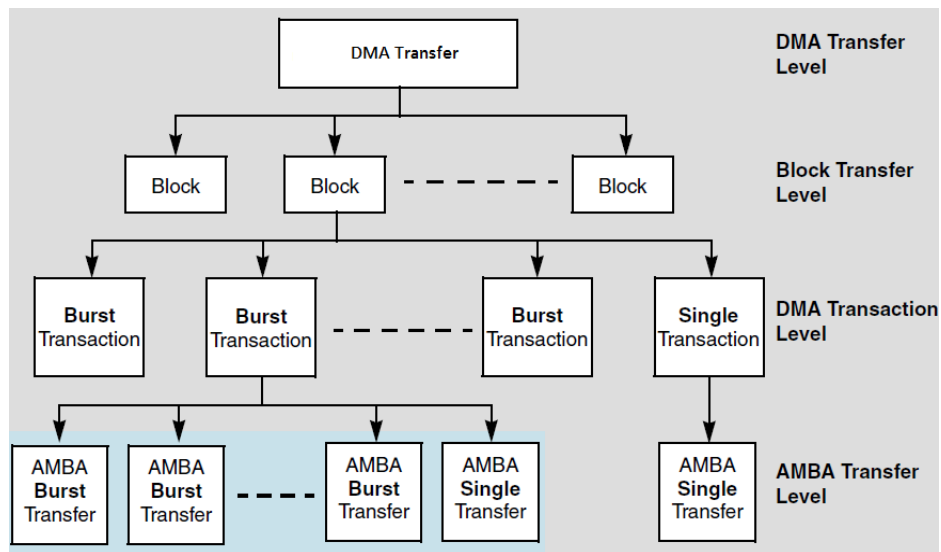 DMA Transfer
DMA Transfer
Level
Block
Block
Block
Block Transfer
Level
Burst
Transaction
Burst
Transaction
Burst
Transaction
Single
Transaction
DMA Transaction
Level
AMBA
Burst
Transfer
AMBA
Burst
Transfer
AMBA
Burst
Transfer
AMBA
Single
Transfer
AMBA
Single
Transfer
AMBA Transfer
Level